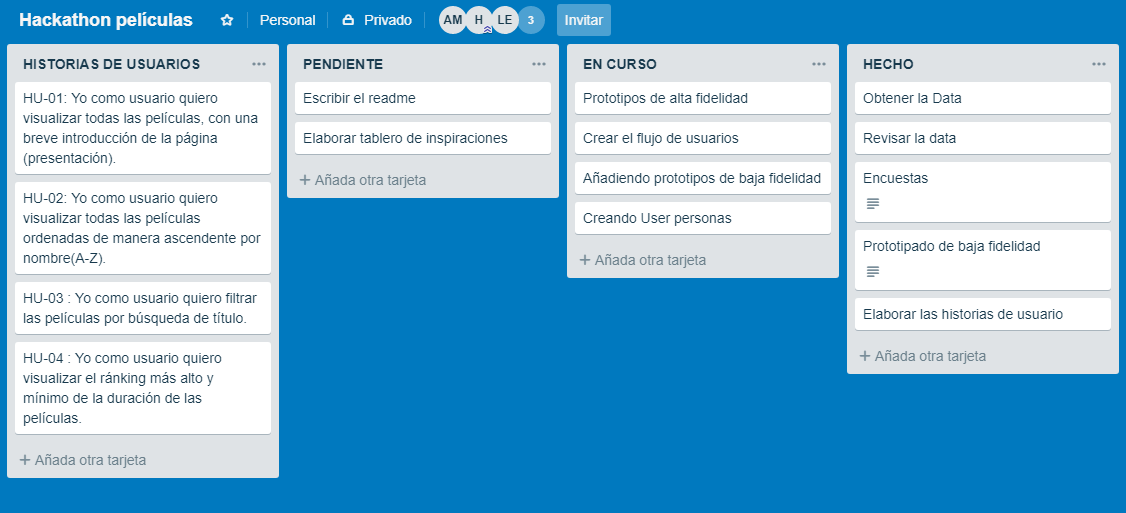 Hackathon películas
Personal
Privado
AM
H
LE
3
Invitar
HISTORIAS DE USUARIOS
HU-01: Yo como usuario quiero
visualizar todas las películas, con una
breve introducción de la página
(presentación).
HU-02: Yo como usuario quiero
visualizar todas las películas
ordenadas de manera ascendente por
nombre(A-Z).
HU-03 : Yo como usuario quiero filtrar
las películas por búsqueda de título.
HU-04 : Yo como usuario quiero
visualizar el ránking más alto y
mínimo de la duración de las
películas.
+ Añada otra tarjeta
PENDIENTE
Escribir el readme
Elaborar tablero de inspiraciones
+ Añada otra tarjeta
EN CURSO
Prototipos de alta fidelidad
Crear el flujo de usuarios
Añadiendo prototipos de baja fidelidad
Creando User personas
+ Añada otra tarjeta
HECHO
Obtener la Data
Revisar la data
Encuestas
Prototipado de baja fidelidad
Elaborar las historias de usuario
+ Añada otra tarjeta